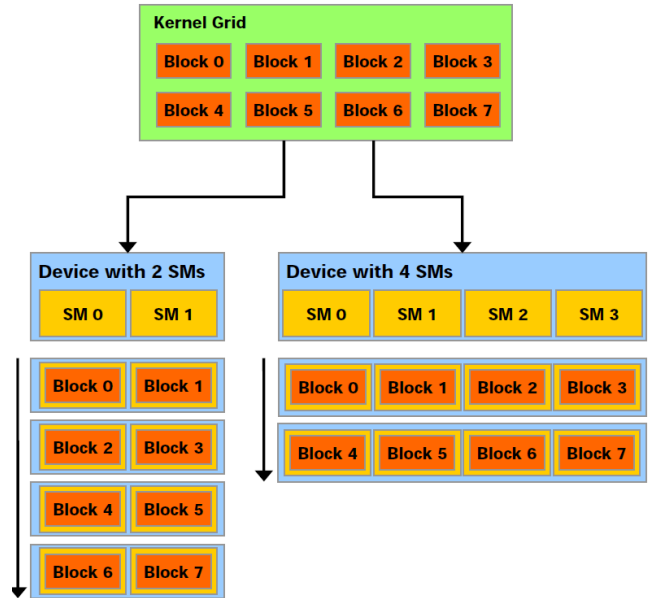 Kernel Grid
Block 0 Block 1 Block 2 Block 3
Block 4 Block 5 Block 6 Block 7
Device with 2 SMs
SM 0 SM 1
Block 0 Block 1
Block 2 Block 3
Block 4 Block 5
Block 6 Block 7
Device with 4 SMs
SM 0 SM 1 SM 2 SM 3
Block 0 Block 1 Block 2 Block 3
Block 4 Block 5 Block 6 Block 7